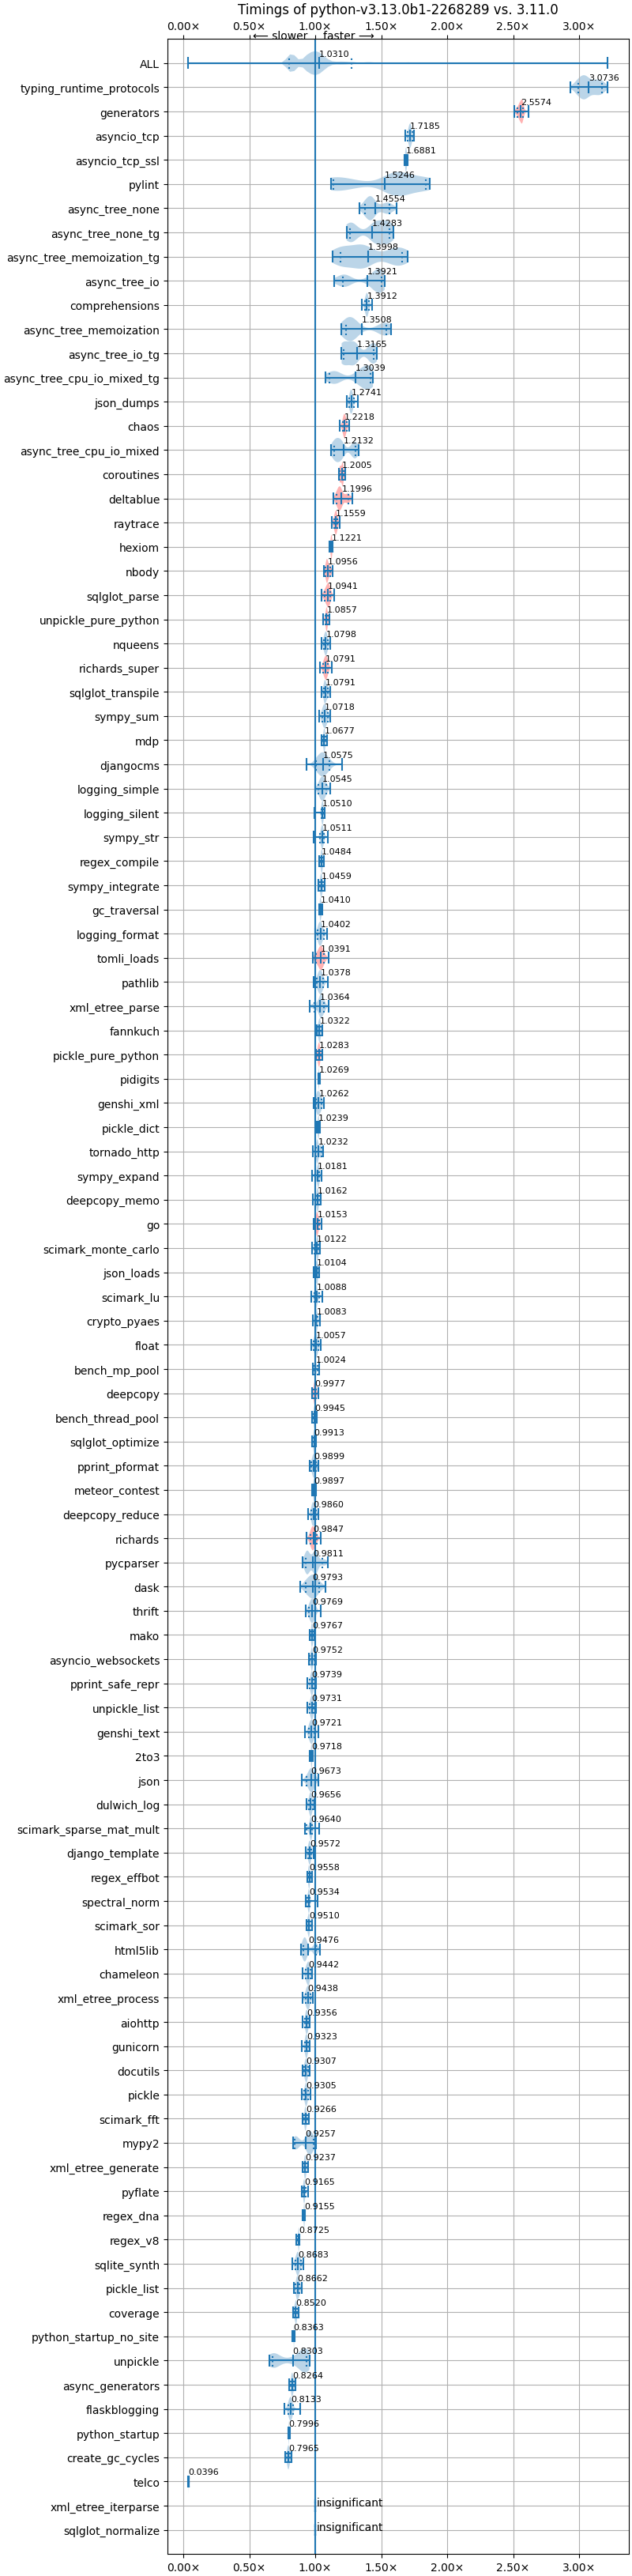 Timings of python-v3.13.0b1-2268289 vs. 3.11.0
0.00× 0.50× 1.00× 1.50× 2.00× 2.50× 3.00×
←— slower faster —→
ALL 1.0310
typing_runtime_protocols 3.0736
generators 2.5574
asyncio_tcp 1.7185
asyncio_tcp_ssl 1.6881
pylint 1.5246
async_tree_none 1.4554
async_tree_none_tg 1.4283
async_tree_memoization_tg 1.3998
async_tree_io 1.3921
comprehensions 1.3912
async_tree_memoization 1.3508
async_tree_io_tg 1.3165
async_tree_cpu_io_mixed_tg 1.3039
json_dumps 1.2741
chaos 1.2218
async_tree_cpu_io_mixed 1.2132
coroutines 1.2005
deltablue 1.1996
raytrace 1.1559
hexiom 1.1221
nbody 1.0956
sqlglot_parse 1.0941
unpickle_pure_python 1.0857
nqueens 1.0798
richards_super 1.0791
sqlglot_transpile 1.0791
sympy_sum 1.0718
mdp 1.0677
djangocms 1.0575
logging_simple 1.0545
logging_silent 1.0510
sympy_str 1.0511
regex_compile 1.0484
sympy_integrate 1.0459
gc_traversal 1.0410
logging_format 1.0402
tomli_loads 1.0391
pathlib 1.0378
xml_etree_parse 1.0364
fannkuch 1.0322
pickle_pure_python 1.0283
pidigits 1.0269
genshi_xml 1.0262
pickle_dict 1.0239
tornado_http 1.0232
sympy_expand 1.0181
deepcopy_memo 1.0162
go 1.0153
scimark_monte_carlo 1.0122
json_loads 1.0104
scimark_lu 1.0088
crypto_pyaes 1.0083
float 1.0057
bench_mp_pool 1.0024
deepcopy 0.9977
bench_thread_pool 0.9945
sqlglot_optimize 0.9913
pprint_pformat 0.9899
meteor_contest 0.9897
deepcopy_reduce 0.9860
richards 0.9847
pycparser 0.9811
dask 0.9793
thrift 0.9769
mako 0.9767
asyncio_websockets 0.9752
pprint_safe_repr 0.9739
unpickle_list 0.9731
genshi_text 0.9721
2to3 0.9718
json 0.9673
dulwich_log 0.9656
scimark_sparse_mat_mult 0.9640
django_template 0.9572
regex_effbot 0.9558
spectral_norm 0.9534
scimark_sor 0.9510
html5lib 0.9476
chameleon 0.9442
xml_etree_process 0.9438
aiohttp 0.9356
gunicorn 0.9323
docutils 0.9307
pickle 0.9305
scimark_fft 0.9266
mypy2 0.9257
xml_etree_generate 0.9237
pyflate 0.9165
regex_dna 0.9155
regex_v8 0.8725
sqlite_synth 0.8683
pickle_list 0.8662
coverage 0.8520
python_startup_no_site 0.8363
unpickle 0.8303
async_generators 0.8264
flaskblogging 0.8133
python_startup 0.7996
create_gc_cycles 0.7965
telco 0.0396
xml_etree_iterparse insignificant
sqlglot_normalize insignificant
0.00× 0.50× 1.00× 1.50× 2.00× 2.50× 3.00×